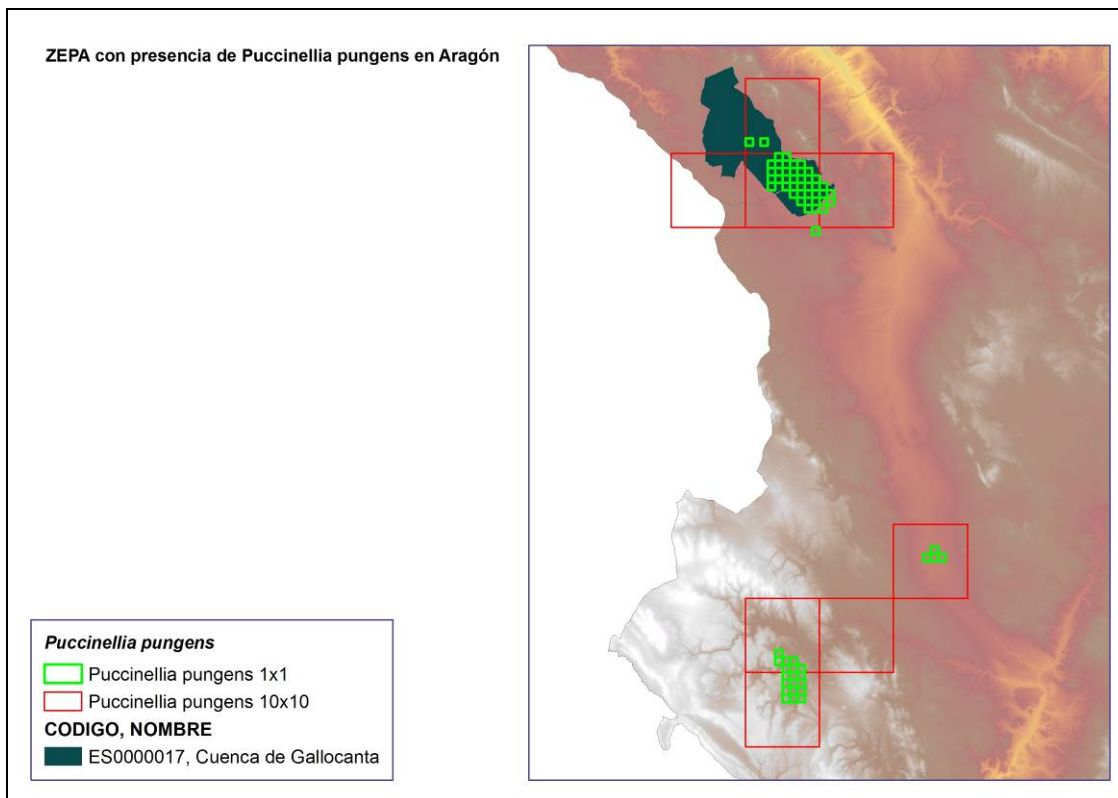 ZEPA con presencia de Puccinellia pungens en Aragón
Puccinellia pungens
Puccinellia pungens 1x1
Puccinellia pungens 10x10
CODIGO, NOMBRE
ES0000017, Cuenca de Gallocanta